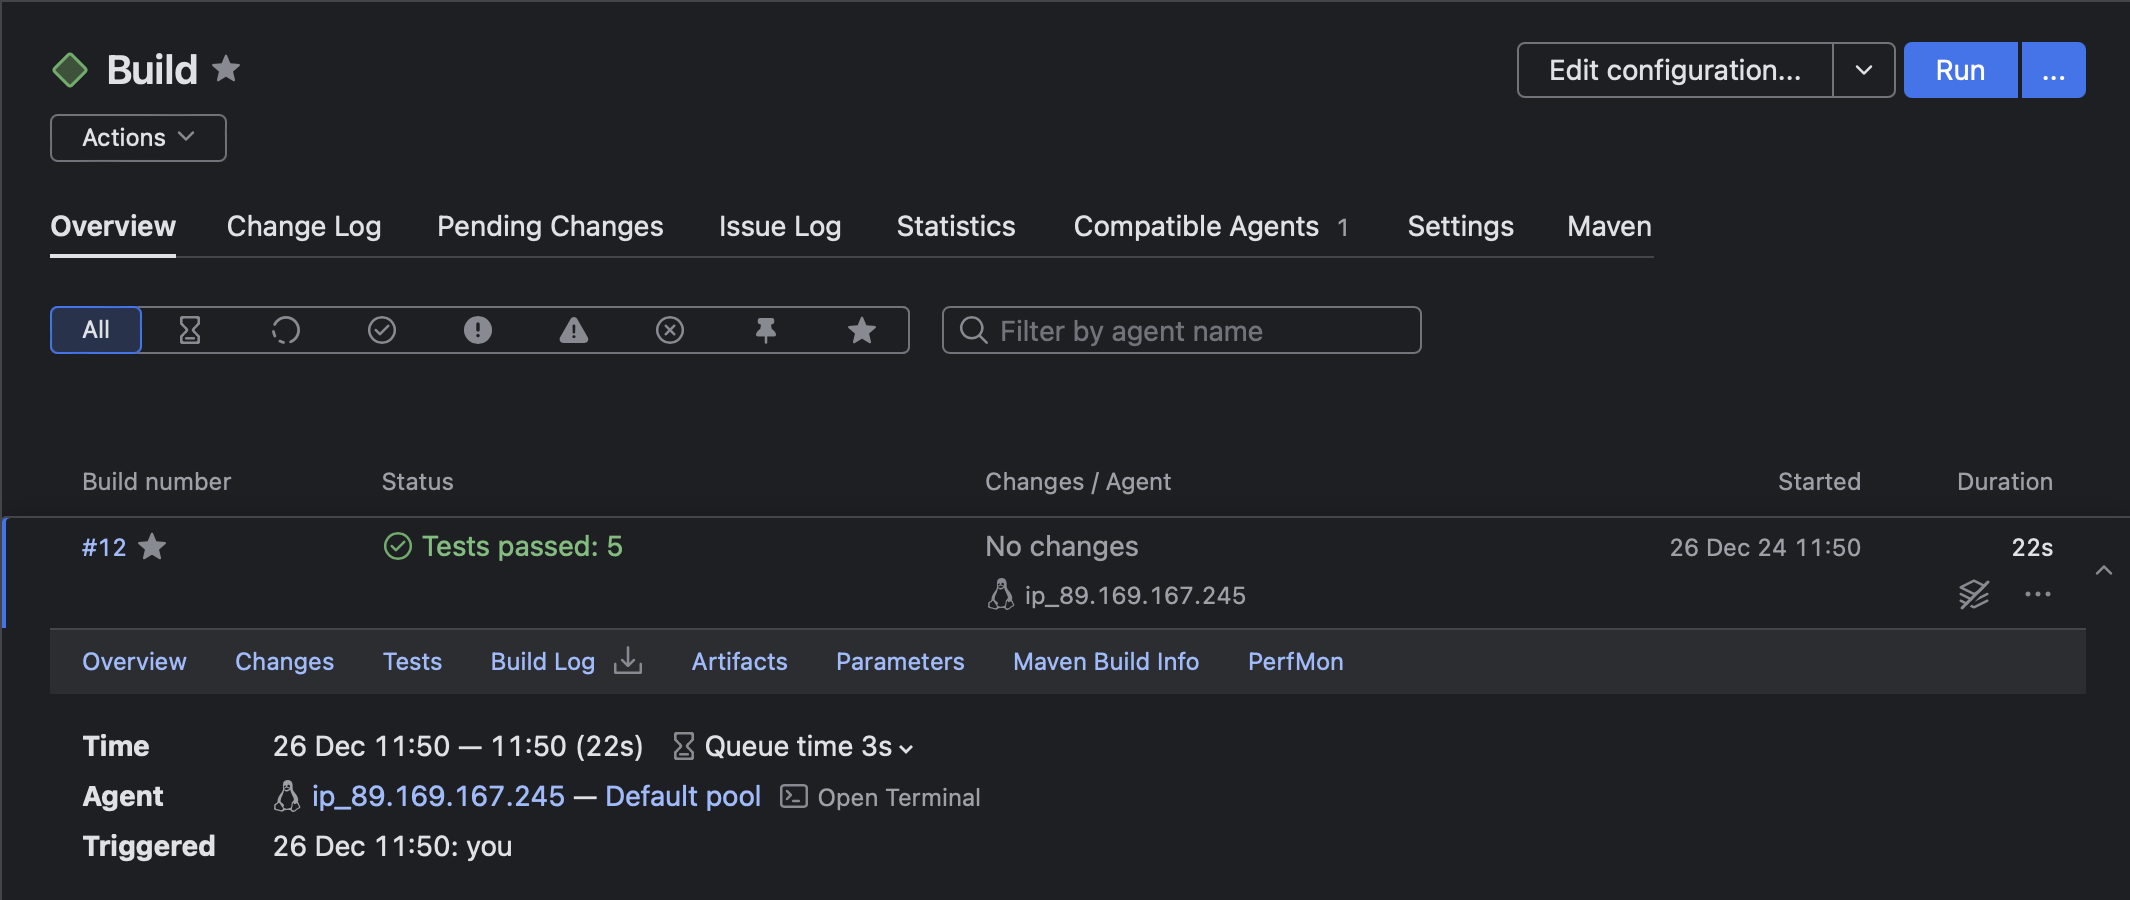 Build
Edit configuration...
Run
...
Actions
Overview Change Log Pending Changes Issue Log Statistics Compatible Agents 1 Settings Maven
All
Filter by agent name
Build number Status Changes / Agent Started Duration
#12 Tests passed: 5 No changes 26 Dec 24 11:50 22s
ip_89.169.167.245
Overview Changes Tests Build Log Artifacts Parameters Maven Build Info PerfMon
Time 26 Dec 11:50 — 11:50 (22s) Queue time 3s
Agent ip_89.169.167.245 — Default pool Open Terminal
Triggered 26 Dec 11:50: you